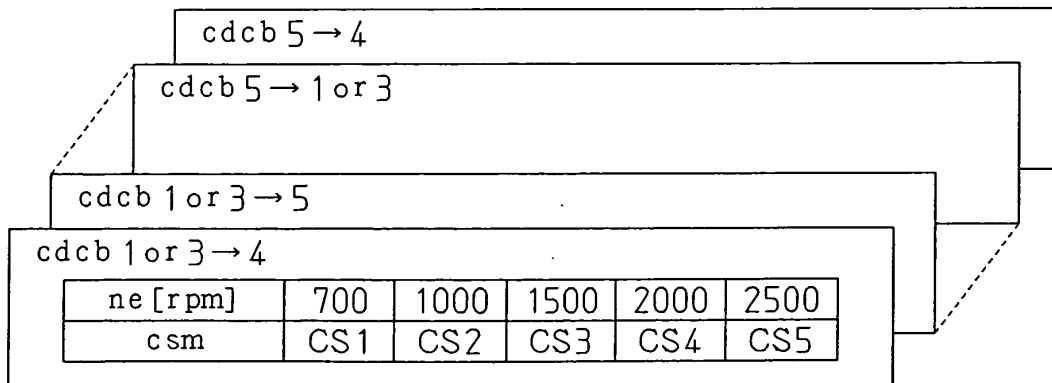 cdcb 5→4
cdcb 5→1or3
cdcb 1or3→5
cdcb 1or3→4
ne[rpm] 700 1000 1500 2000 2500
csm CS1 CS2 CS3 CS4 CS5